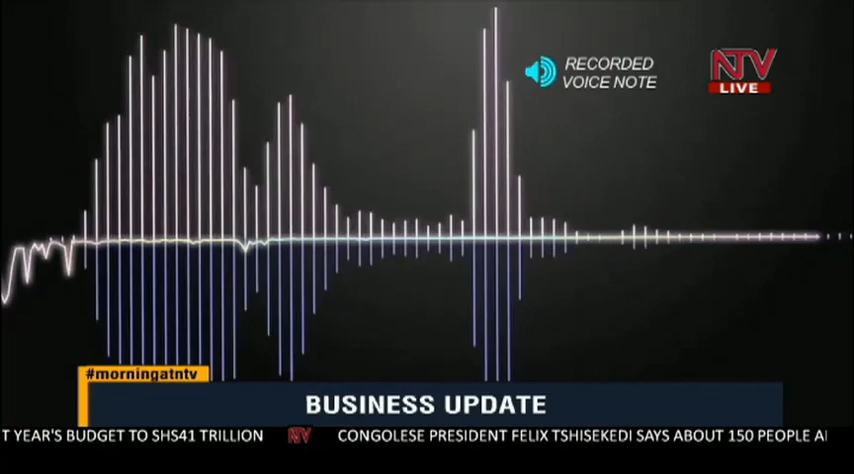 RECORDED
VOICE NOTE
NTV
LIVE
#morningatntv
BUSINESS UPDATE
T YEAR'S BUDGET TO SHS41 TRILLION NTV CONGOLESE PRESIDENT FELIX TSHISEKEDI SAYS ABOUT 150 PEOPLE